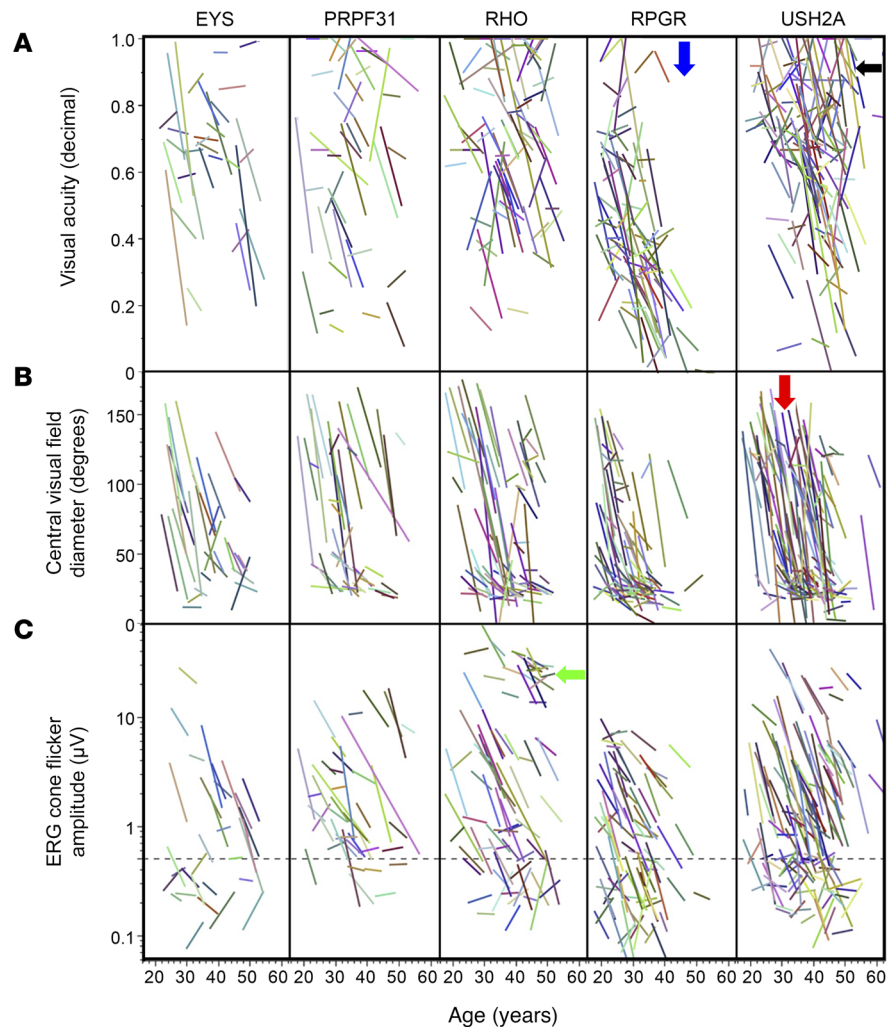 EYS PRPF31 RHO RPGR USH2A
A
1.0
0.8
0.6
0.4
0.2
0
Visual acuity (decimal)
B
150
100
50
0
Central visual field
diameter (degrees)
C
10
1
0.1
ERG cone flicker
amplitude (µV)
20 30 40 50 60 20 30 40 50 60 20 30 40 50 60 20 30 40 50 60 20 30 40 50 60
Age (years)